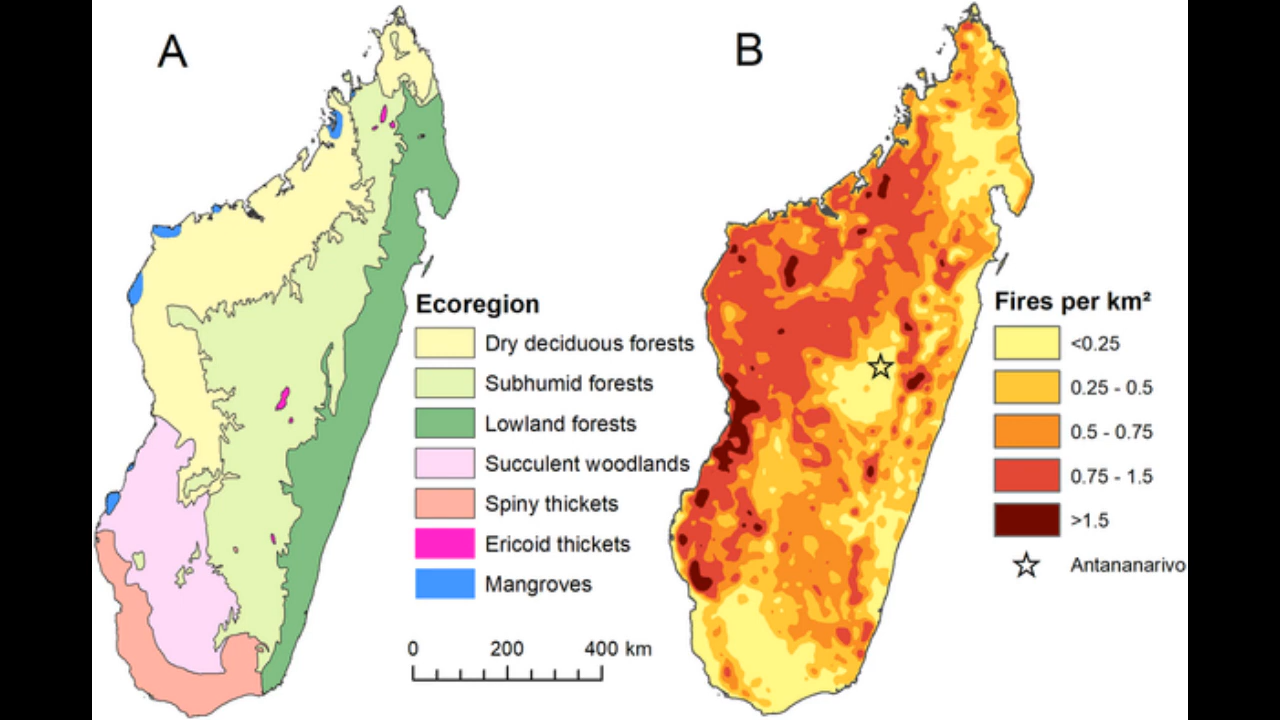 A
B
Ecoregion
Dry deciduous forests
Subhumid forests
Lowland forests
Succulent woodlands
Spiny thickets
Ericoid thickets
Mangroves
0 200 400 km
Fires per km²
<0.25
0.25 - 0.5
0.5 - 0.75
0.75 - 1.5
>1.5
Antananarivo